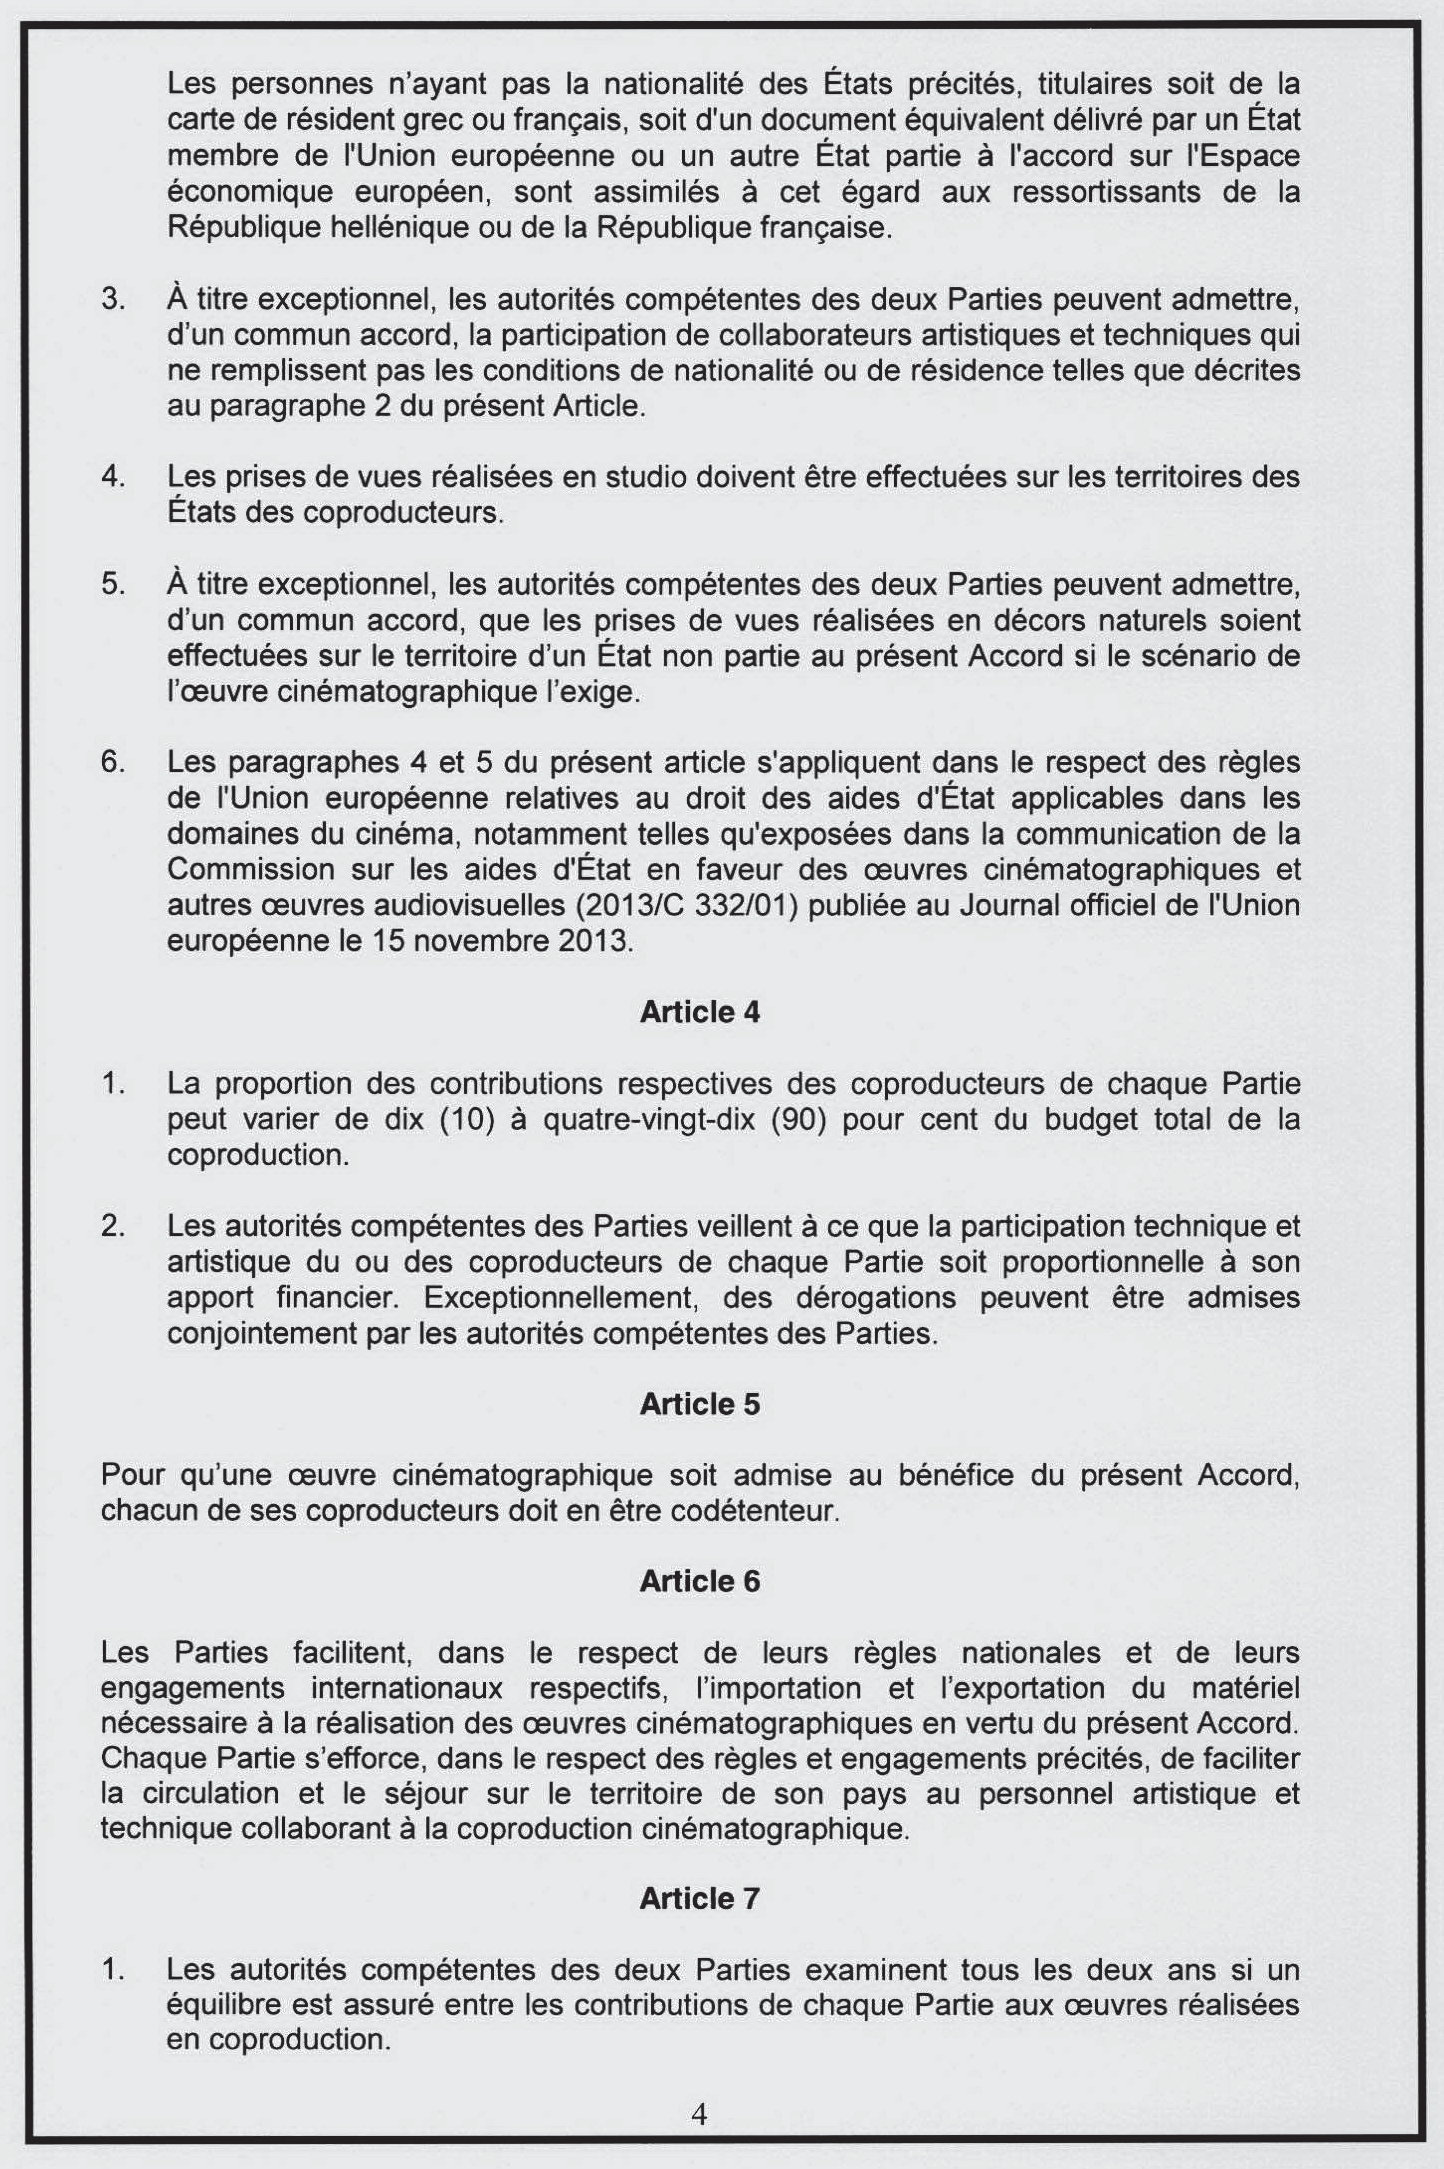 Les personnes n’ayant pas la nationalité des États précités, titulaires soit de la
carte de résident grec ou français, soit d'un document équivalent délivré par un État
membre de l'Union européenne ou un autre État partie à l'accord sur l'Espace
économique européen, sont assimilés à cet égard aux ressortissants de la
République hellénique ou de la République française.
3. À titre exceptionnel, les autorités compétentes des deux Parties peuvent admettre,
d’un commun accord, la participation de collaborateurs artistiques et techniques qui
ne remplissent pas les conditions de nationalité ou de résidence telles que décrites
au paragraphe 2 du présent Article.
4. Les prises de vues réalisées en studio doivent être effectuées sur les territoires des
États des coproducteurs.
5. À titre exceptionnel, les autorités compétentes des deux Parties peuvent admettre,
d’un commun accord, que les prises de vues réalisées en décors naturels soient
effectuées sur le territoire d’un État non partie au présent Accord si le scénario de
l’œuvre cinématographique l’exige.
6. Les paragraphes 4 et 5 du présent article s'appliquent dans le respect des règles
de l'Union européenne relatives au droit des aides d'État applicables dans les
domaines du cinéma, notamment telles qu'exposées dans la communication de la
Commission sur les aides d'État en faveur des œuvres cinématographiques et
autres œuvres audiovisuelles (2013/C 332/01) publiée au Journal officiel de l'Union
européenne le 15 novembre 2013.
Article 4
1. La proportion des contributions respectives des coproducteurs de chaque Partie
peut varier de dix (10) à quatre-vingt-dix (90) pour cent du budget total de la
coproduction.
2. Les autorités compétentes des Parties veillent à ce que la participation technique et
artistique du ou des coproducteurs de chaque Partie soit proportionnelle à son
apport financier. Exceptionnellement, des dérogations peuvent être admises
conjointement par les autorités compétentes des Parties.
Article 5
Pour qu’une œuvre cinématographique soit admise au bénéfice du présent Accord,
chacun de ses coproducteurs doit en être codétenteur.
Article 6
Les Parties facilitent, dans le respect de leurs règles nationales et de leurs
engagements internationaux respectifs, l’importation et l’exportation du matériel
nécessaire à la réalisation des œuvres cinématographiques en vertu du présent Accord.
Chaque Partie s’efforce, dans le respect des règles et engagements précités, de faciliter
la circulation et le séjour sur le territoire de son pays au personnel artistique et
technique collaborant à la coproduction cinématographique.
Article 7
1. Les autorités compétentes des deux Parties examinent tous les deux ans si un
équilibre est assuré entre les contributions de chaque Partie aux œuvres réalisées
en coproduction.
4